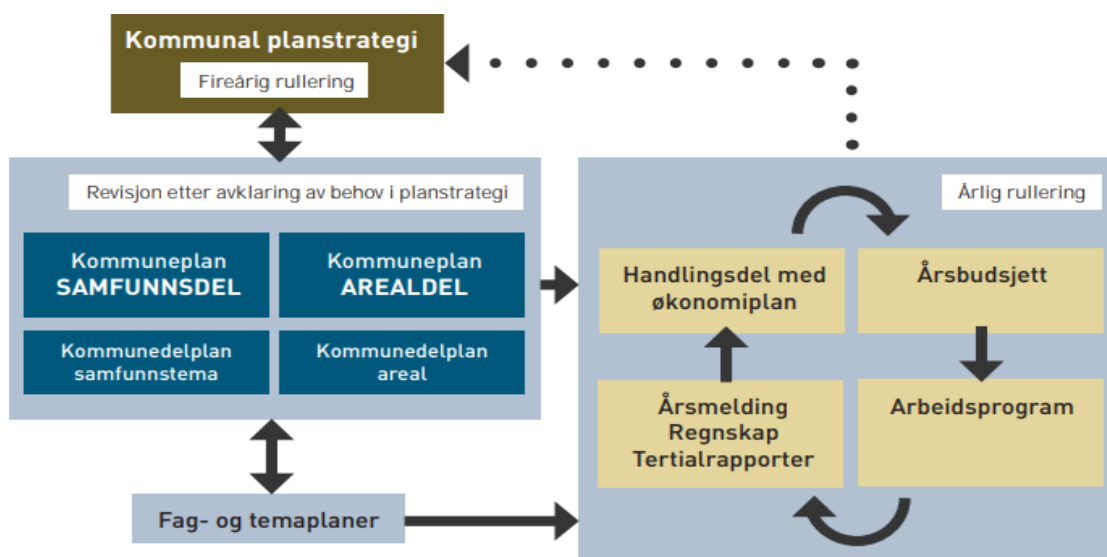 Kommunal planstrategi
Fireårig rullering
Revisjon etter avklaring av behov i planstrategi
Kommuneplan
SAMFUNNSDEL
Kommuneplan
AREALDEL
Kommunedelplan
samfunnstema
Kommunedelplan
areal
Fag- og temaplaner
Årlig rullering
Handlingsdel med
økonomiplan
Årsbudsjett
Årsmelding
Regnskap
Tertialrapporter
Arbeidsprogram